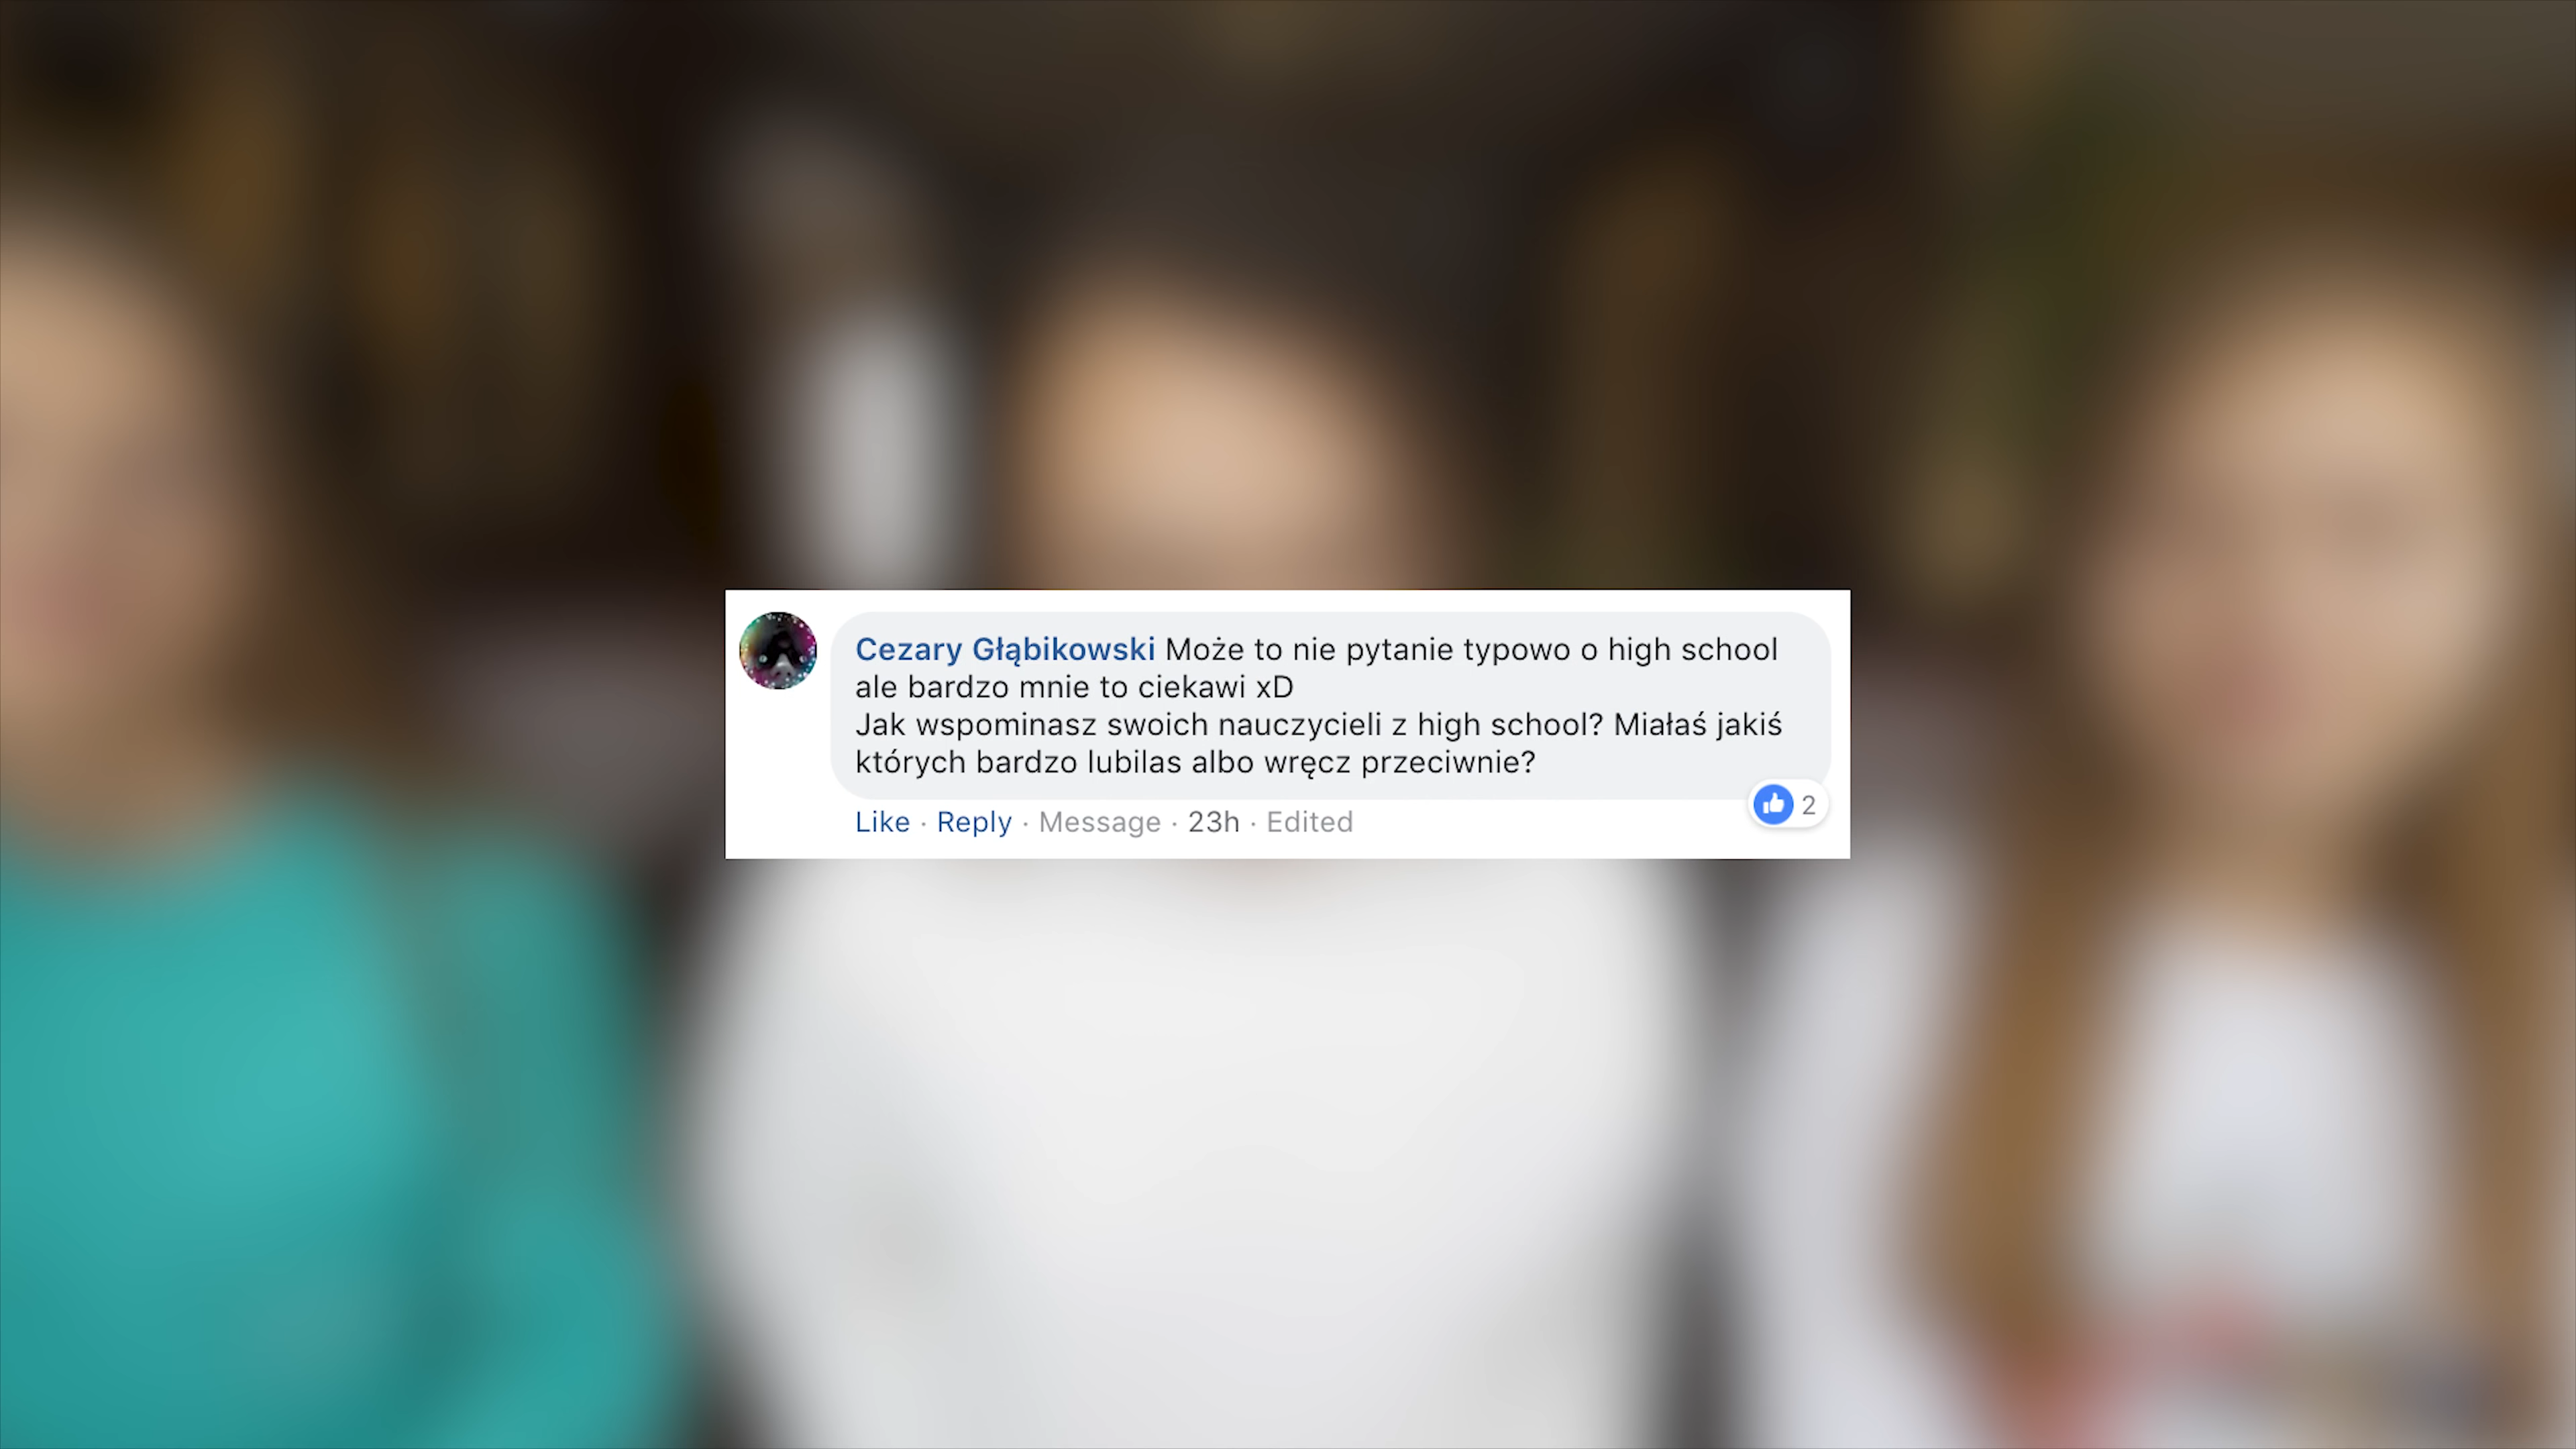 Cezary Głąbikowski Może to nie pytanie typowo o high school
ale bardzo mnie to ciekawi xD
Jak wspominasz swoich nauczycieli z high school? Miałaś jakiś
których bardzo lubilas albo wręcz przeciwnie?
Like · Reply · Message · 23h · Edited
2